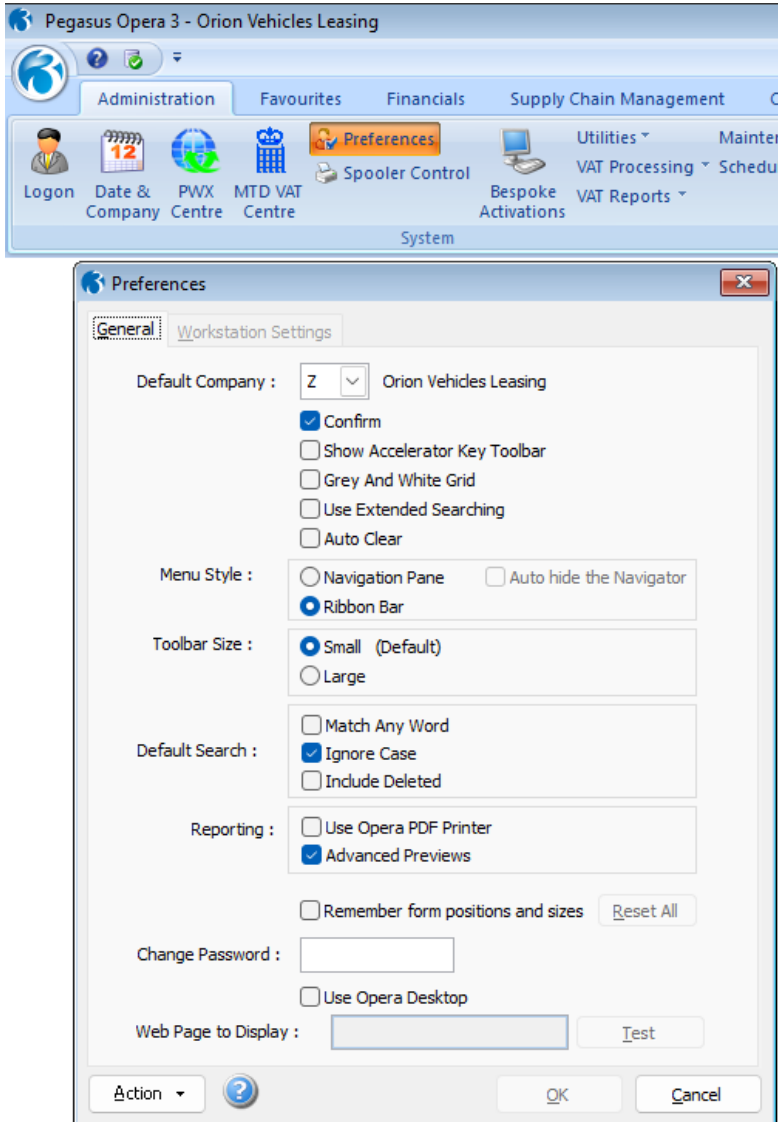 Pegasus Opera 3 - Orion Vehicles Leasing
Administration Favourites Financials Supply Chain Management
Logon
Date & Company
PWX Centre
MTD VAT Centre
Preferences
Spooler Control
Bespoke Activations
Utilities
VAT Processing
VAT Reports
System
Preferences
General Workstation Settings
Default Company : Z Orion Vehicles Leasing
Confirm
Show Accelerator Key Toolbar
Grey And White Grid
Use Extended Searching
Auto Clear
Menu Style : Navigation Pane Auto hide the Navigator
Ribbon Bar
Toolbar Size : Small (Default)
Large
Match Any Word
Default Search : Ignore Case
Include Deleted
Reporting : Use Opera PDF Printer
Advanced Previews
Remember form positions and sizes Reset All
Change Password :
Use Opera Desktop
Web Page to Display : Test
Action OK Cancel